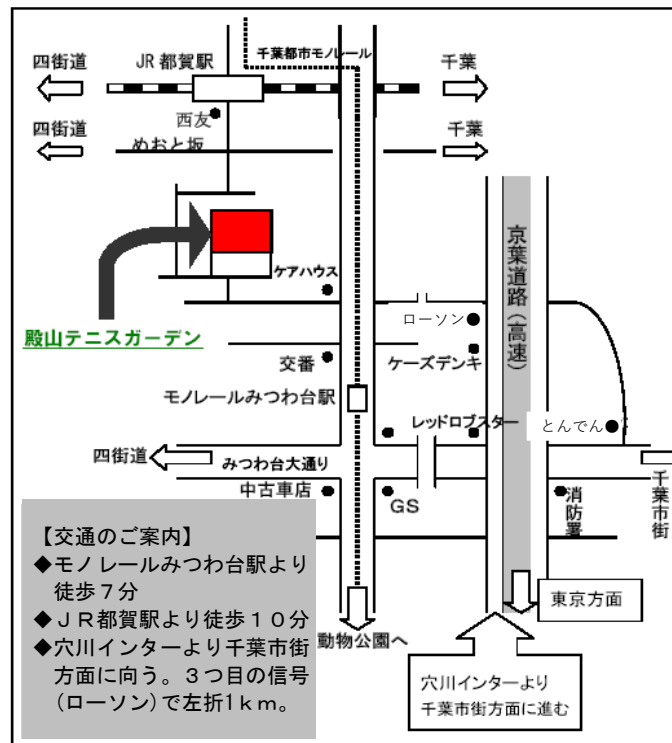 千葉都市モノレール
四街道
JR 都賀駅
千葉
西友
四街道
千葉
めおと坂
京葉道路（高速）
ケアハウス
ローソン
殿山テニスガーデン
交番
ケーズデンキ
モノレールみつわ台駅
レッドロブスター
とんでん
四街道
みつわ台大通り
千葉市街
中古車店
GS
消防署
【交通のご案内】
◆モノレールみつわ台駅より
徒歩７分
◆ＪＲ都賀駅より徒歩１０分
◆穴川インターより千葉市街
方面に向う。３つ目の信号
(ローソン)で左折1ｋｍ。
動物公園へ
東京方面
穴川インターより
千葉市街方面に進む